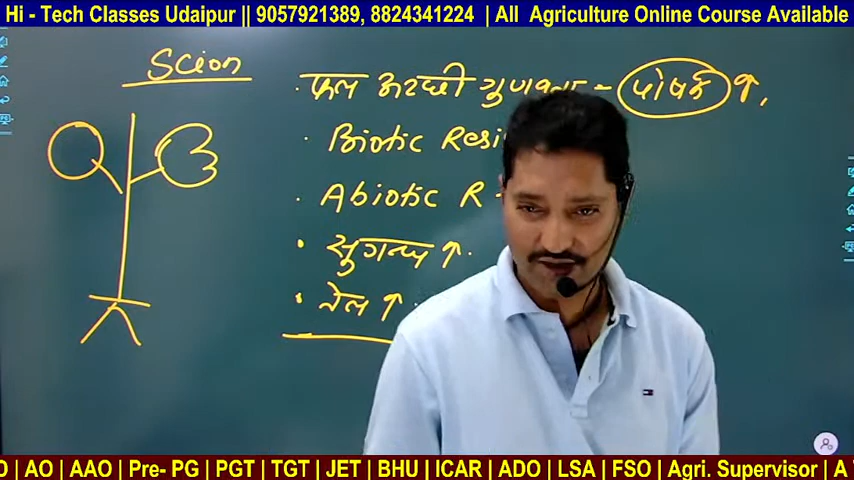 Hi - Tech Classes Udaipur || 9057921389, 8824341224 | All Agriculture Online Course Available
Scion
· फल अच्छी गुणवत्ता - पोषक ↑,
· Biotic Resi
· Abiotic R -
· सुगन्ध ↑.
· तेल ↑.
O | AO | AAO | Pre- PG | PGT | TGT | JET | BHU | ICAR | ADO | LSA | FSO | Agri. Supervisor | A